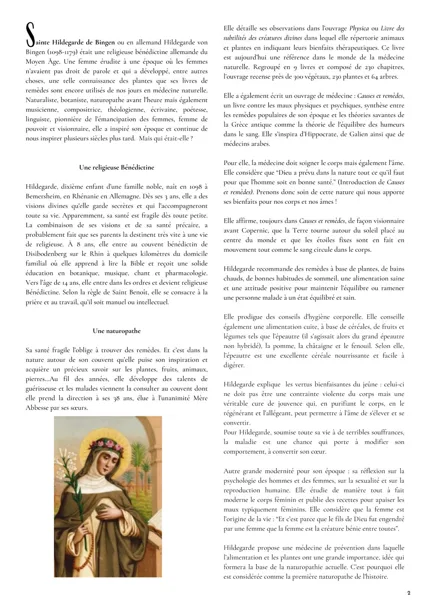 Sainte Hildegarde de Bingen ou en allemand Hildegarde von
Bingen (1098-1179) était une religieuse bénédictine allemande du
Moyen Âge. Une femme érudite à une époque où les femmes
n'avaient pas droit de parole et qui a développé, entre autres
choses, une telle connaissance des plantes que ses livres de
remèdes sont encore utilisés de nos jours en médecine naturelle.
Naturaliste, botaniste, naturopathe avant l'heure mais également
musicienne, compositrice, théologienne, écrivaine, poétesse,
linguiste, pionnière de l'émancipation des femmes, femme de
pouvoir et visionnaire, elle a inspiré son époque et continue de
nous inspirer plusieurs siècles plus tard. Mais qui était-elle ?
Une religieuse Bénédictine
Hildegarde, dixième enfant d'une famille noble, naît en 1098 à
Bemersheim, en Rhénanie en Allemagne. Dès ses 3 ans, elle a des
visions divines qu'elle garde secrètes et qui l'accompagneront
toute sa vie. Apparemment, sa santé est fragile dès toute petite.
La combinaison de ses visions et de sa santé précaire, a
probablement fait que ses parents la destinent très vite à une vie
de religieuse. À 8 ans, elle entre au couvent bénédictin de
Disibodenberg sur le Rhin à quelques kilomètres du domicile
familial où elle apprend à lire la Bible et reçoit une solide
éducation en botanique, musique, chant et pharmacologie.
Vers l'âge de 14 ans, elle entre dans les ordres et devient religieuse
Bénédictine. Selon la règle de Saint Benoît, elle se consacre à la
prière et au travail, qu'il soit manuel ou intellectuel.
Une naturopathe
Sa santé fragile l'oblige à trouver des remèdes. Et c'est dans la
nature autour de son couvent qu'elle puise son inspiration et
acquière un précieux savoir sur les plantes, fruits, animaux,
pierres...Au fil des années, elle développe des talents de
guérisseuse et les malades viennent la consulter au couvent dont
elle prend la direction à ses 38 ans, élue à l'unanimité Mère
Abbesse par ses sœurs.
Elle détaille ses observations dans l'ouvrage Physica ou Livre des
subtilités des créatures divines dans lequel elle répertorie animaux
et plantes en indiquant leurs bienfaits thérapeutiques. Ce livre
est aujourd'hui une référence dans le monde de la médecine
naturelle. Regroupé en 9 livres et composé de 230 chapitres,
l'ouvrage recense près de 300 végétaux, 230 plantes et 64 arbres.
Elle a également écrit un ouvrage de médecine : Causes et remèdes,
un livre contre les maux physiques et psychiques, synthèse entre
les remèdes populaires de son époque et les théories savantes de
la Grèce antique comme la théorie de l'équilibre des humeurs
dans le sang. Elle s'inspira d'Hippocrate, de Galien ainsi que de
médecins arabes.
Pour elle, la médecine doit soigner le corps mais également l'âme.
Elle considère que "Dieu a prévu dans la nature tout ce qu'il faut
pour que l'homme soit en bonne santé." (Introduction de Causes
et remèdes). Prenons donc soin de cette nature qui nous apporte
ses bienfaits pour nos corps et nos âmes !
Elle affirme, toujours dans Causes et remèdes, de façon visionnaire
avant Copernic, que la Terre tourne autour du soleil placé au
centre du monde et que les étoiles fixes sont en fait en
mouvement tout comme le sang circule dans le corps.
Hildegarde recommande des remèdes à base de plantes, de bains
chauds, de bonnes habitudes de sommeil, une alimentation saine
et une attitude positive pour maintenir l'équilibre ou ramener
une personne malade à un état équilibré et sain.
Elle prodigue des conseils d'hygiène corporelle. Elle conseille
également une alimentation cuite, à base de céréales, de fruits et
légumes tels que l'épeautre (il s'agissait alors du grand épeautre
non hybridé), la pomme, la châtaigne et le fenouil. Selon elle,
l'épeautre est une excellente céréale nourrissante et facile à
digérer.
Hildegarde explique les vertus bienfaisantes du jeûne : celui-ci
ne doit pas être une contrainte violente du corps mais une
véritable cure de jouvence qui, en purifiant le corps, en le
régénérant et l'allégeant, peut permettre à l'âme de s'élever et se
convertir.
Pour Hildegarde, soumise toute sa vie à de terribles souffrances,
la maladie est une chance qui porte à modifier son
comportement, à convertir son cœur.
Autre grande modernité pour son époque : sa réflexion sur la
psychologie des hommes et des femmes, sur la sexualité et sur la
reproduction humaine. Elle étudie de manière tout à fait
moderne le corps féminin et publie des recettes pour apaiser les
maux typiquement féminins. Elle considère que la femme est
l'origine de la vie : "Et c'est parce que le fils de Dieu fut engendré
par une femme que la femme est la créature bénie entre toutes".
Hildegarde propose une médecine de prévention dans laquelle
l'alimentation et les plantes ont une grande importance, idée qui
formera la base de la naturopathie actuelle. C'est pourquoi elle
est considérée comme la première naturopathe de l'histoire.
2